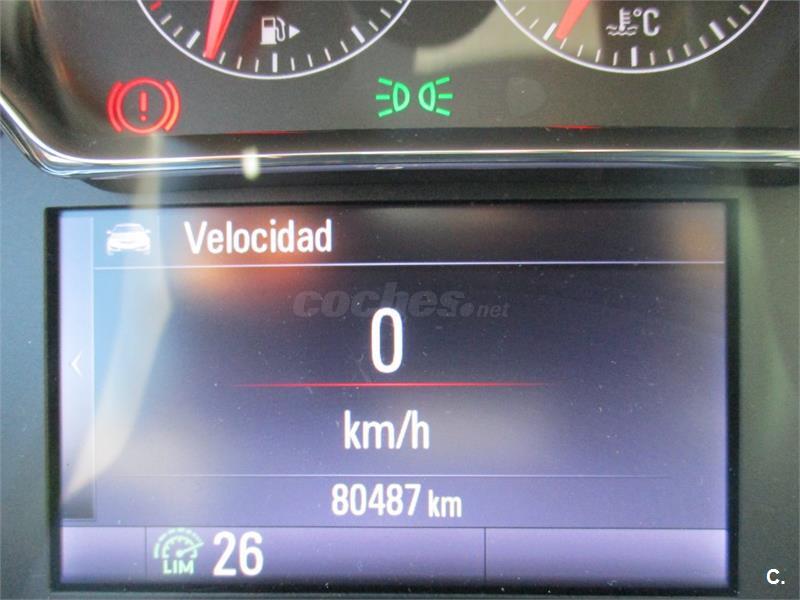 °C
Velocidad
coches.net
0
km/h
80487 km
LIM 26
C.